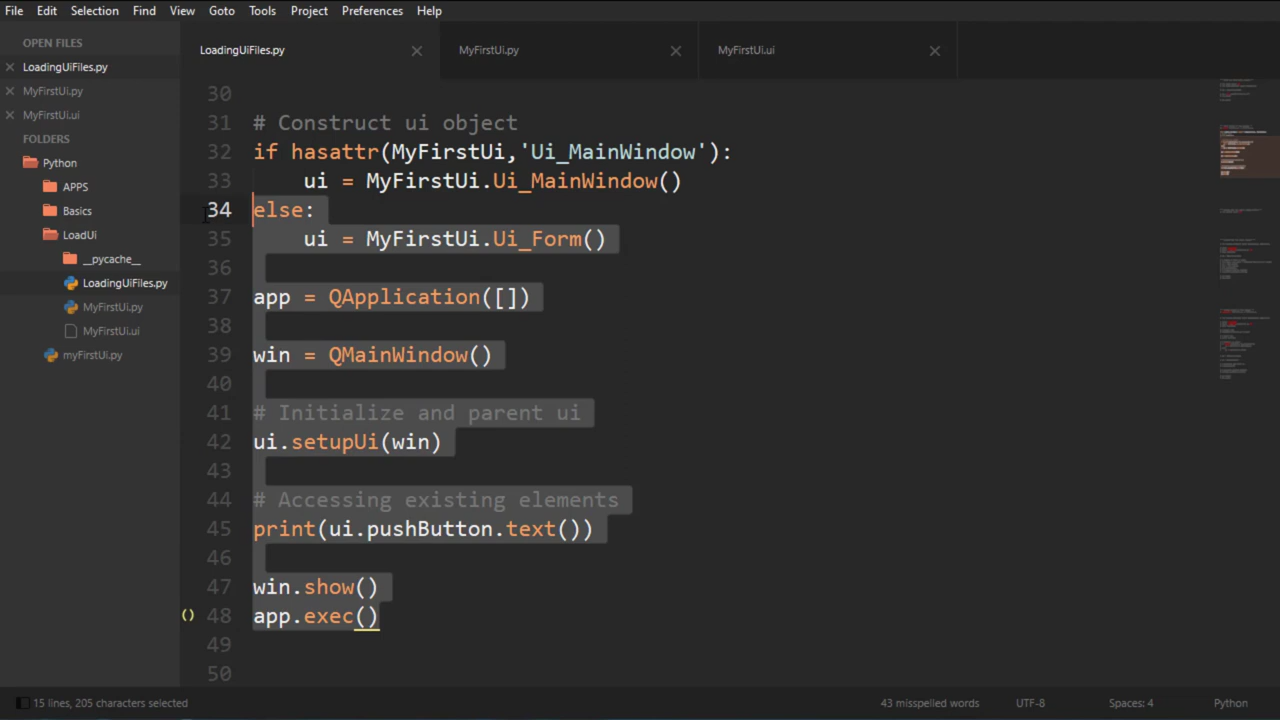 File Edit Selection Find View Goto Tools Project Preferences Help
OPEN FILES
LoadingUiFiles.py
MyFirstUi.py
MyFirstUi.ui
FOLDERS
Python
APPS
Basics
LoadUi
__pycache__
LoadingUiFiles.py
MyFirstUi.py
MyFirstUi.ui
myFirstUi.py
LoadingUiFiles.py MyFirstUi.py MyFirstUi.ui
30
31 # Construct ui object
32 if hasattr(MyFirstUi,'Ui_MainWindow'):
33     ui = MyFirstUi.Ui_MainWindow()
34 else:
35     ui = MyFirstUi.Ui_Form()
36
37 app = QApplication([])
38
39 win = QMainWindow()
40
41 # Initialize and parent ui
42 ui.setupUi(win)
43
44 # Accessing existing elements
45 print(ui.pushButton.text())
46
47 win.show()
() 48 app.exec()
49
50
15 lines, 205 characters selected 43 misspelled words UTF-8 Spaces: 4 Python